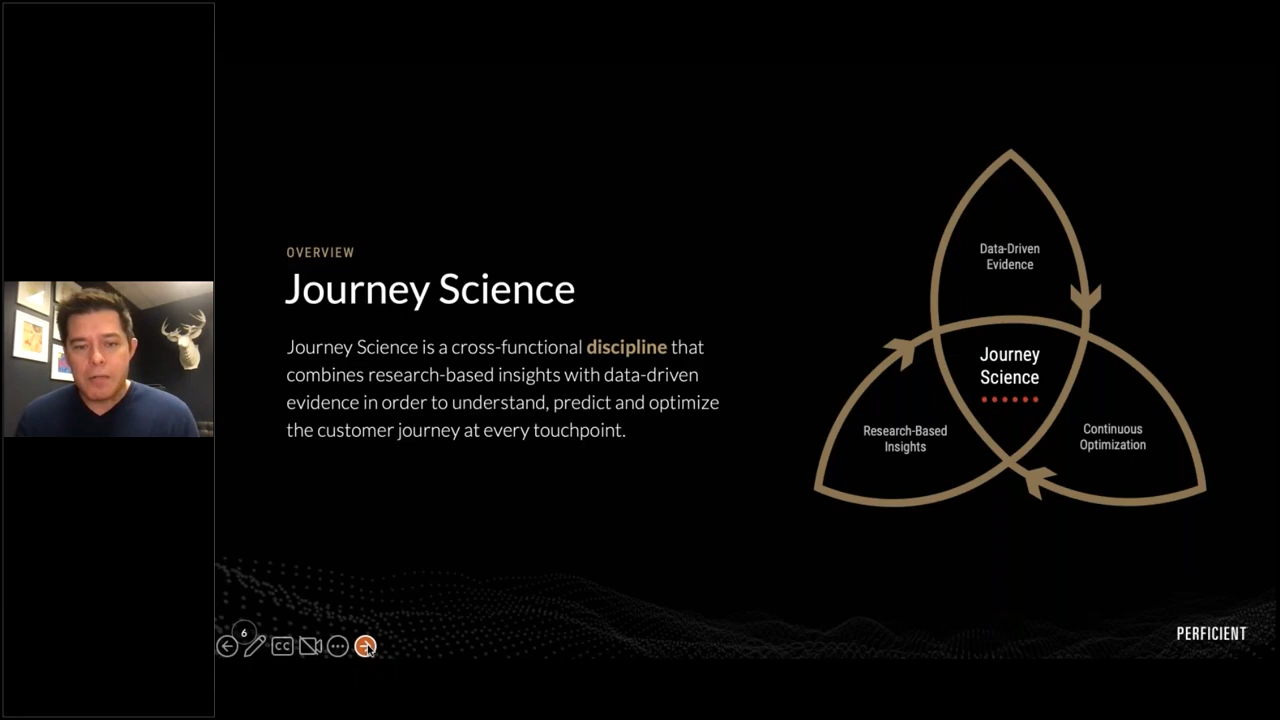 OVERVIEW
Journey Science
Journey Science is a cross-functional discipline that
combines research-based insights with data-driven
evidence in order to understand, predict and optimize
the customer journey at every touchpoint.
Data-Driven
Evidence
Journey
Science
Research-Based
Insights
Continuous
Optimization
6
CC
PERFICIENT